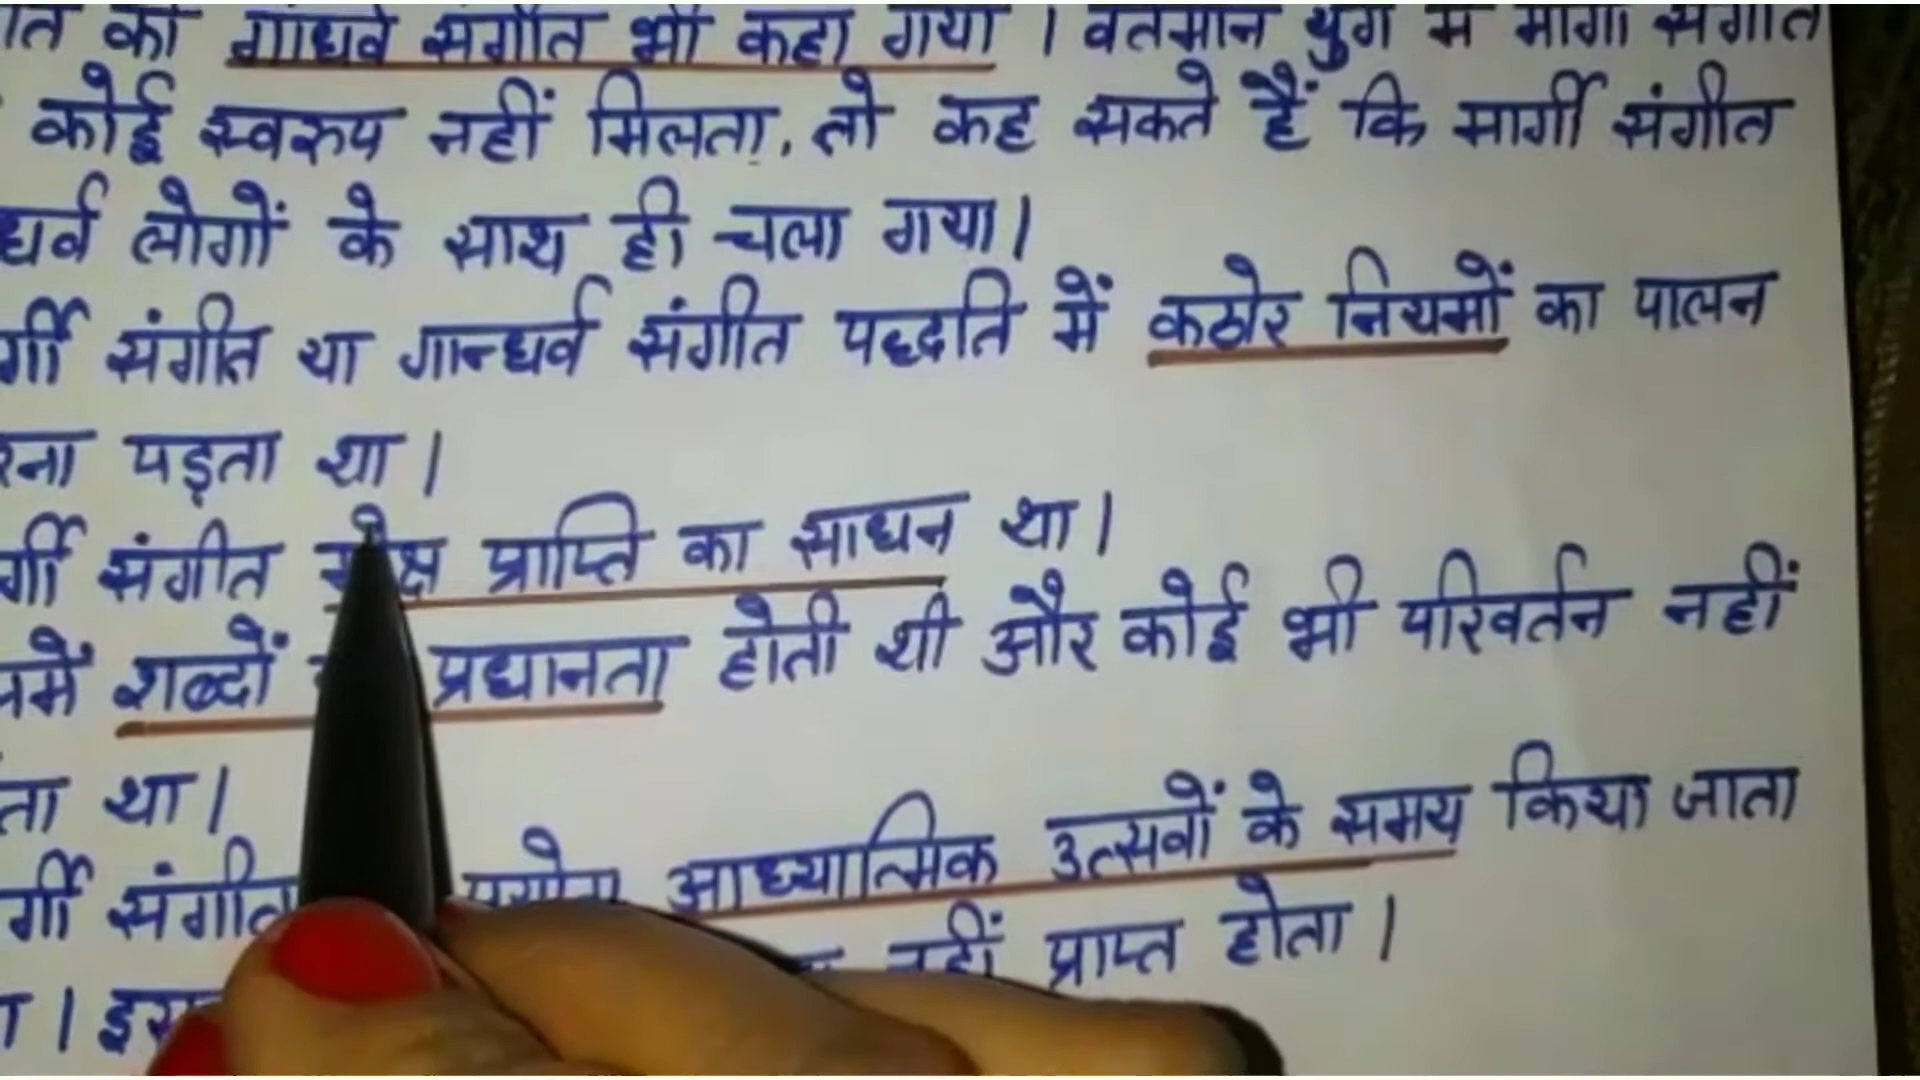 गांधर्व संगीत भी कहा गया । वर्तमान युग में मार्गी संगीत
कोई स्वरुप नहीं मिलता, तो कह सकते हैं कि मार्गी संगीत
लोगों के साथ ही चला गया।
संगीत या गान्धर्व संगीत पद्धति में कठोर नियमों का पालन
पड़ता था।
संगीत मोक्ष प्राप्ति का साधन था।
शब्दों प्रधानता होती थी और कोई भी परिवर्तन नहीं
था।
संगीत आध्यात्मिक उत्सवों के समय किया जाता
। नहीं प्राप्त होता।